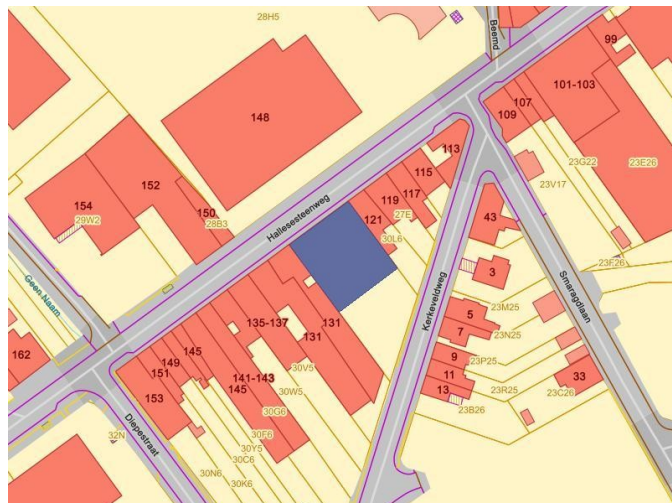 28H5
Beemd
99
101-103
148
107
109
113
23G22
23E26
152
115
154
119
117
23V17
29W2
150
28B3
121
27E
43
Hallesesteenweg
30L6
3
23F26
Geen Naam
Smaragdlaan
Kerkeveldweg
23M25
135-137
131
131
5
7
23N25
162
145
149
151
9
23P25
30V5
11
33
141-143
153
145
30W5
13
23R25
23C26
23B26
30G6
Diepestraat
32N
30F6
30Y5
30C6
30N6
30K6